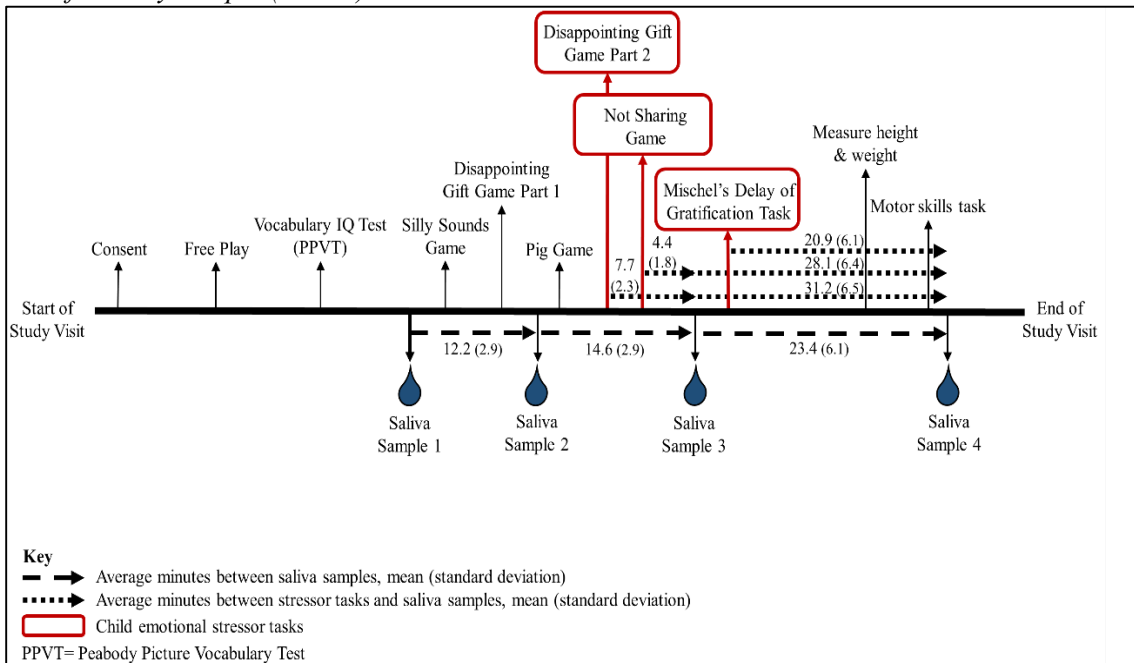 Disappointing Gift
Game Part 2
Not Sharing
Game
Measure height
& weight
Disappointing
Gift Game Part 1
Mischel's Delay of
Gratification Task
Motor skills task
Vocabulary IQ Test
(PPVT)
Silly Sounds
Game
Consent
Free Play
Pig Game
7.7
(2.3)
4.4
(1.8)
20.9 (6.1)
28.1 (6.4)
31.2 (6.5)
Start of
Study Visit
End of
Study Visit
12.2 (2.9)
14.6 (2.9)
23.4 (6.1)
Saliva
Sample 1
Saliva
Sample 2
Saliva
Sample 3
Saliva
Sample 4
Key
Average minutes between saliva samples, mean (standard deviation)
Average minutes between stressor tasks and saliva samples, mean (standard deviation)
Child emotional stressor tasks
PPVT= Peabody Picture Vocabulary Test